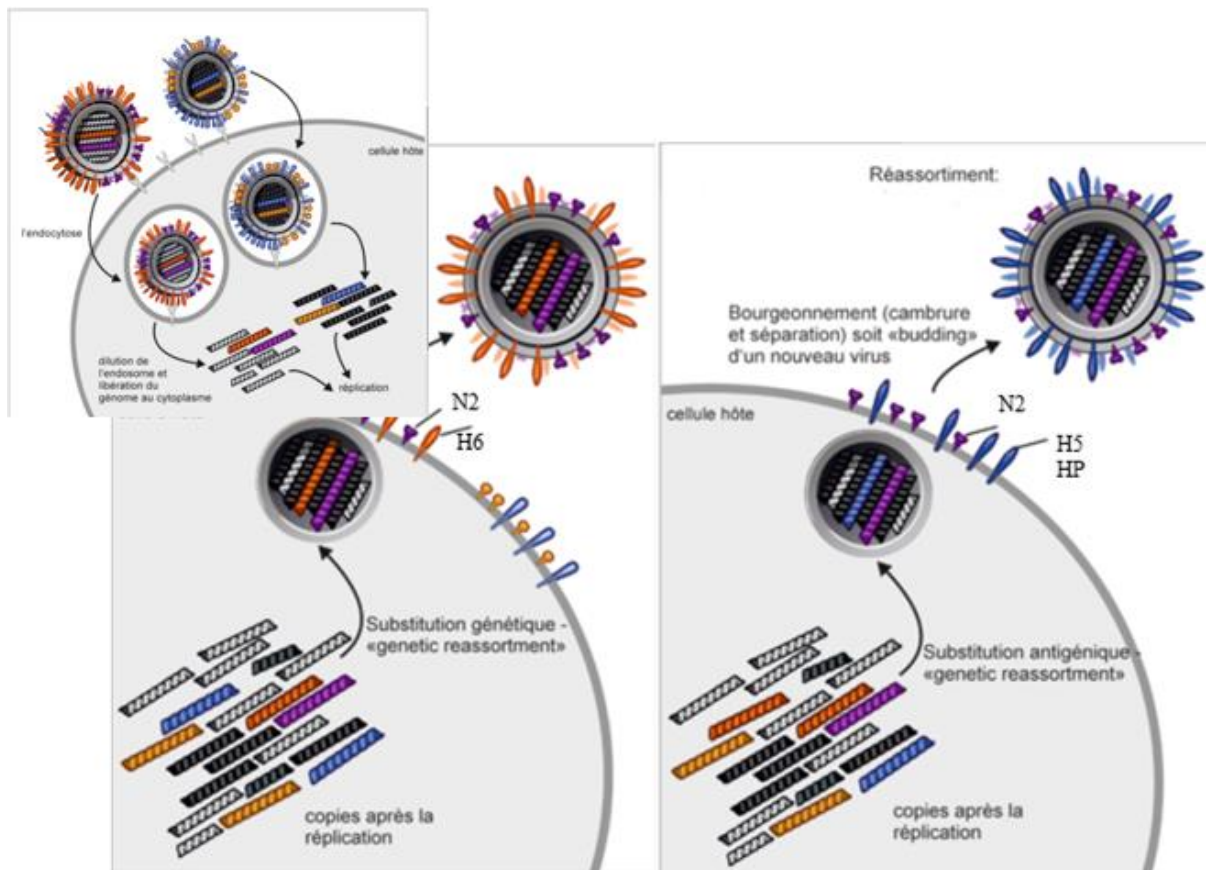 cellule hôte
l'endocytose
dilution de
l'endosome et
libération du
génome au cytoplasme
réplication
N2
H6
Substitution génétique -
«genetic reassortment»
copies après la
réplication
Réassortiment:
Bourgeonnement (cambrure
et séparation) soit «budding»
d'un nouveau virus
cellule hôte
N2
H5
HP
Substitution antigénique -
«genetic reassortment»
copies après la
réplication